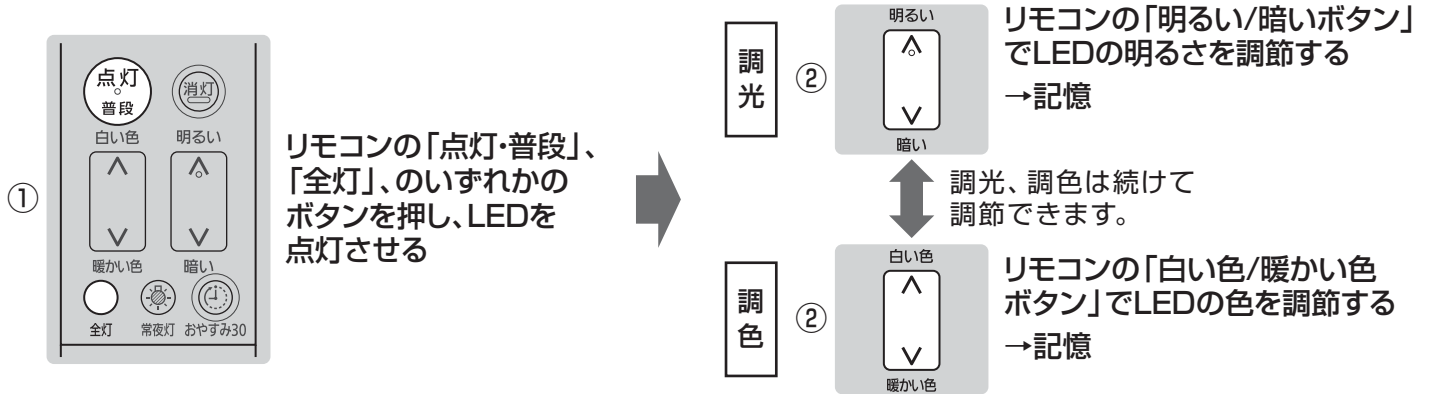 ①
点灯
普段
消灯
白い色
明るい
暖かい色
暗い
全灯
常夜灯
おやすみ30
リモコンの「点灯・普段」、
「全灯」、のいずれかの
ボタンを押し、LEDを
点灯させる
調光
②
明るい
暗い
リモコンの「明るい/暗いボタン」
でLEDの明るさを調節する
→記憶
調光、調色は続けて
調節できます。
調色
②
白い色
暖かい色
リモコンの「白い色/暖かい色
ボタン」でLEDの色を調節する
→記憶